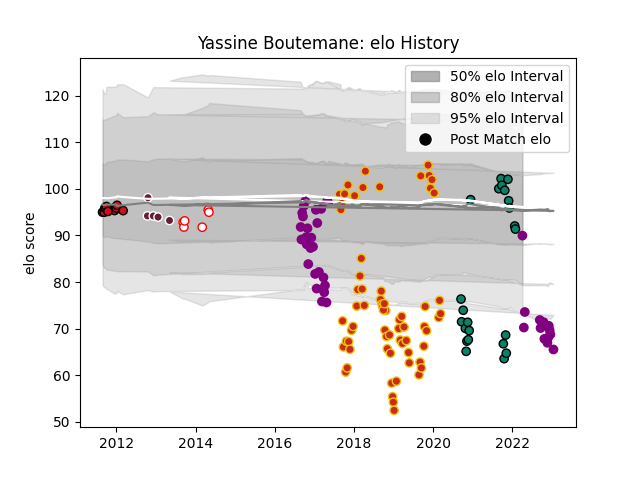 Yassine Boutemane: elo History
50% elo Interval
80% elo Interval
95% elo Interval
Post Match elo
elo score
120
110
100
90
80
70
60
50
2012 2014 2016 2018 2020 2022